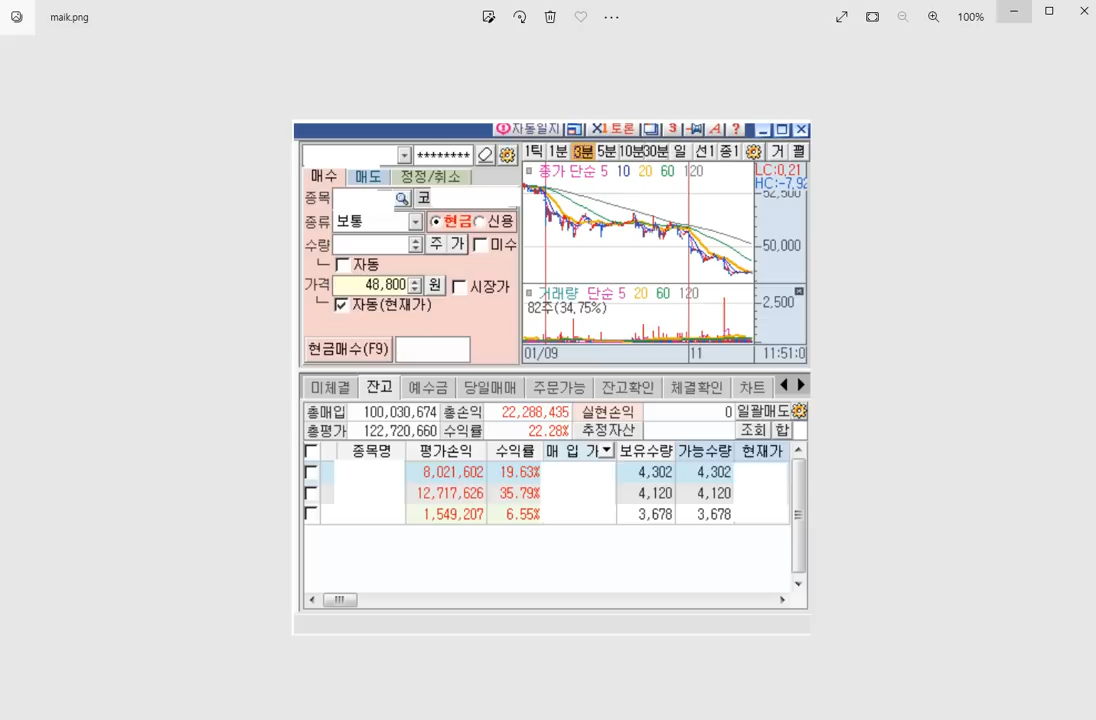 maik.png
100%
자동일지 X1 토론 3 A ?
******** 1틱 1분 3분 5분 10분 30분 일 선1 종1 거 펼
매수 매도 정정/취소
종가 단순 5 10 20 60 120
LC:0,21
HC:-7,92
52,500
종목 코
종류 보통 현금 신용
수량 주 가 미수
50,000
자동
가격 48,800 원 시장가
자동(현재가)
거래량 단순 5 20 60 120
82주(34,75%)
2,500
현금매수(F9)
01/09 11 11:51:0
미체결 잔고 예수금 당일매매 주문가능 잔고확인 체결확인 차트
총매입 100,030,674 총손익 22,288,435 실현손익 0 일괄매도
총평가 122,720,660 수익률 22.28% 추정자산 조회 합
종목명 평가손익 수익률 매 입 가 보유수량 가능수량 현재가
8,021,602 19.63% 4,302 4,302
12,717,626 35.79% 4,120 4,120
1,549,207 6.55% 3,678 3,678